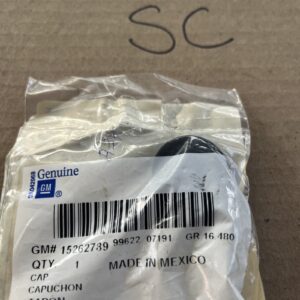 SC
Genuine
GM
GM# 15262739 99622 07191 GR 16.480
QTY 1 MADE IN MEXICO
CAP
CAPUCHON